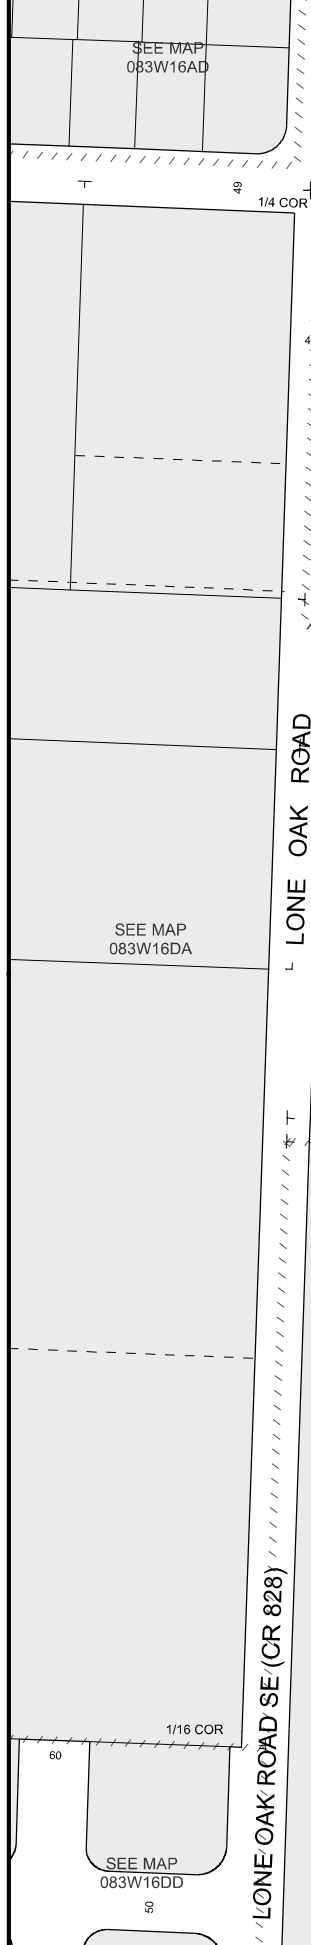 SEE MAP
083W16AD
49
1/4 COR
4
LONE OAK ROAD
SEE MAP
083W16DA
LONE OAK ROAD SE (CR 828)
1/16 COR
60
SEE MAP
083W16DD
50